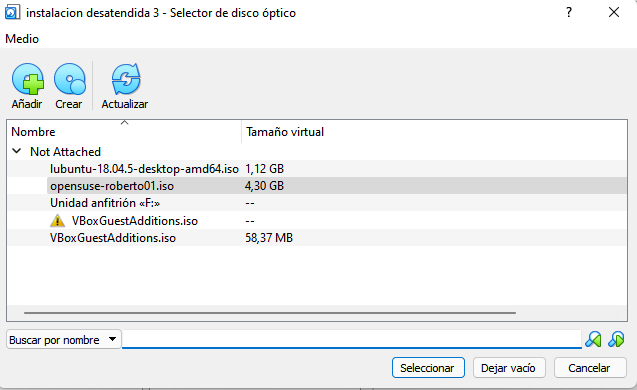 instalacion desatendida 3 - Selector de disco óptico
Medio
Añadir Crear Actualizar
Nombre Tamaño virtual
Not Attached
lubuntu-18.04.5-desktop-amd64.iso 1,12 GB
opensuse-roberto01.iso 4,30 GB
Unidad anfitrión «F:» --
VBoxGuestAdditions.iso --
VBoxGuestAdditions.iso 58,37 MB
Buscar por nombre
Seleccionar Dejar vacío Cancelar